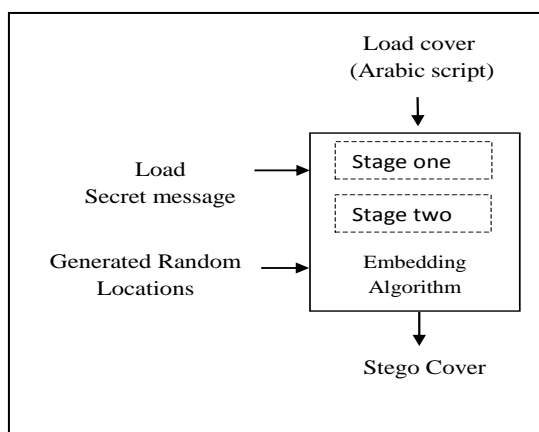 Load cover
(Arabic script)
Stage one
Load
Secret message
Stage two
Generated Random
Locations
Embedding
Algorithm
Stego Cover